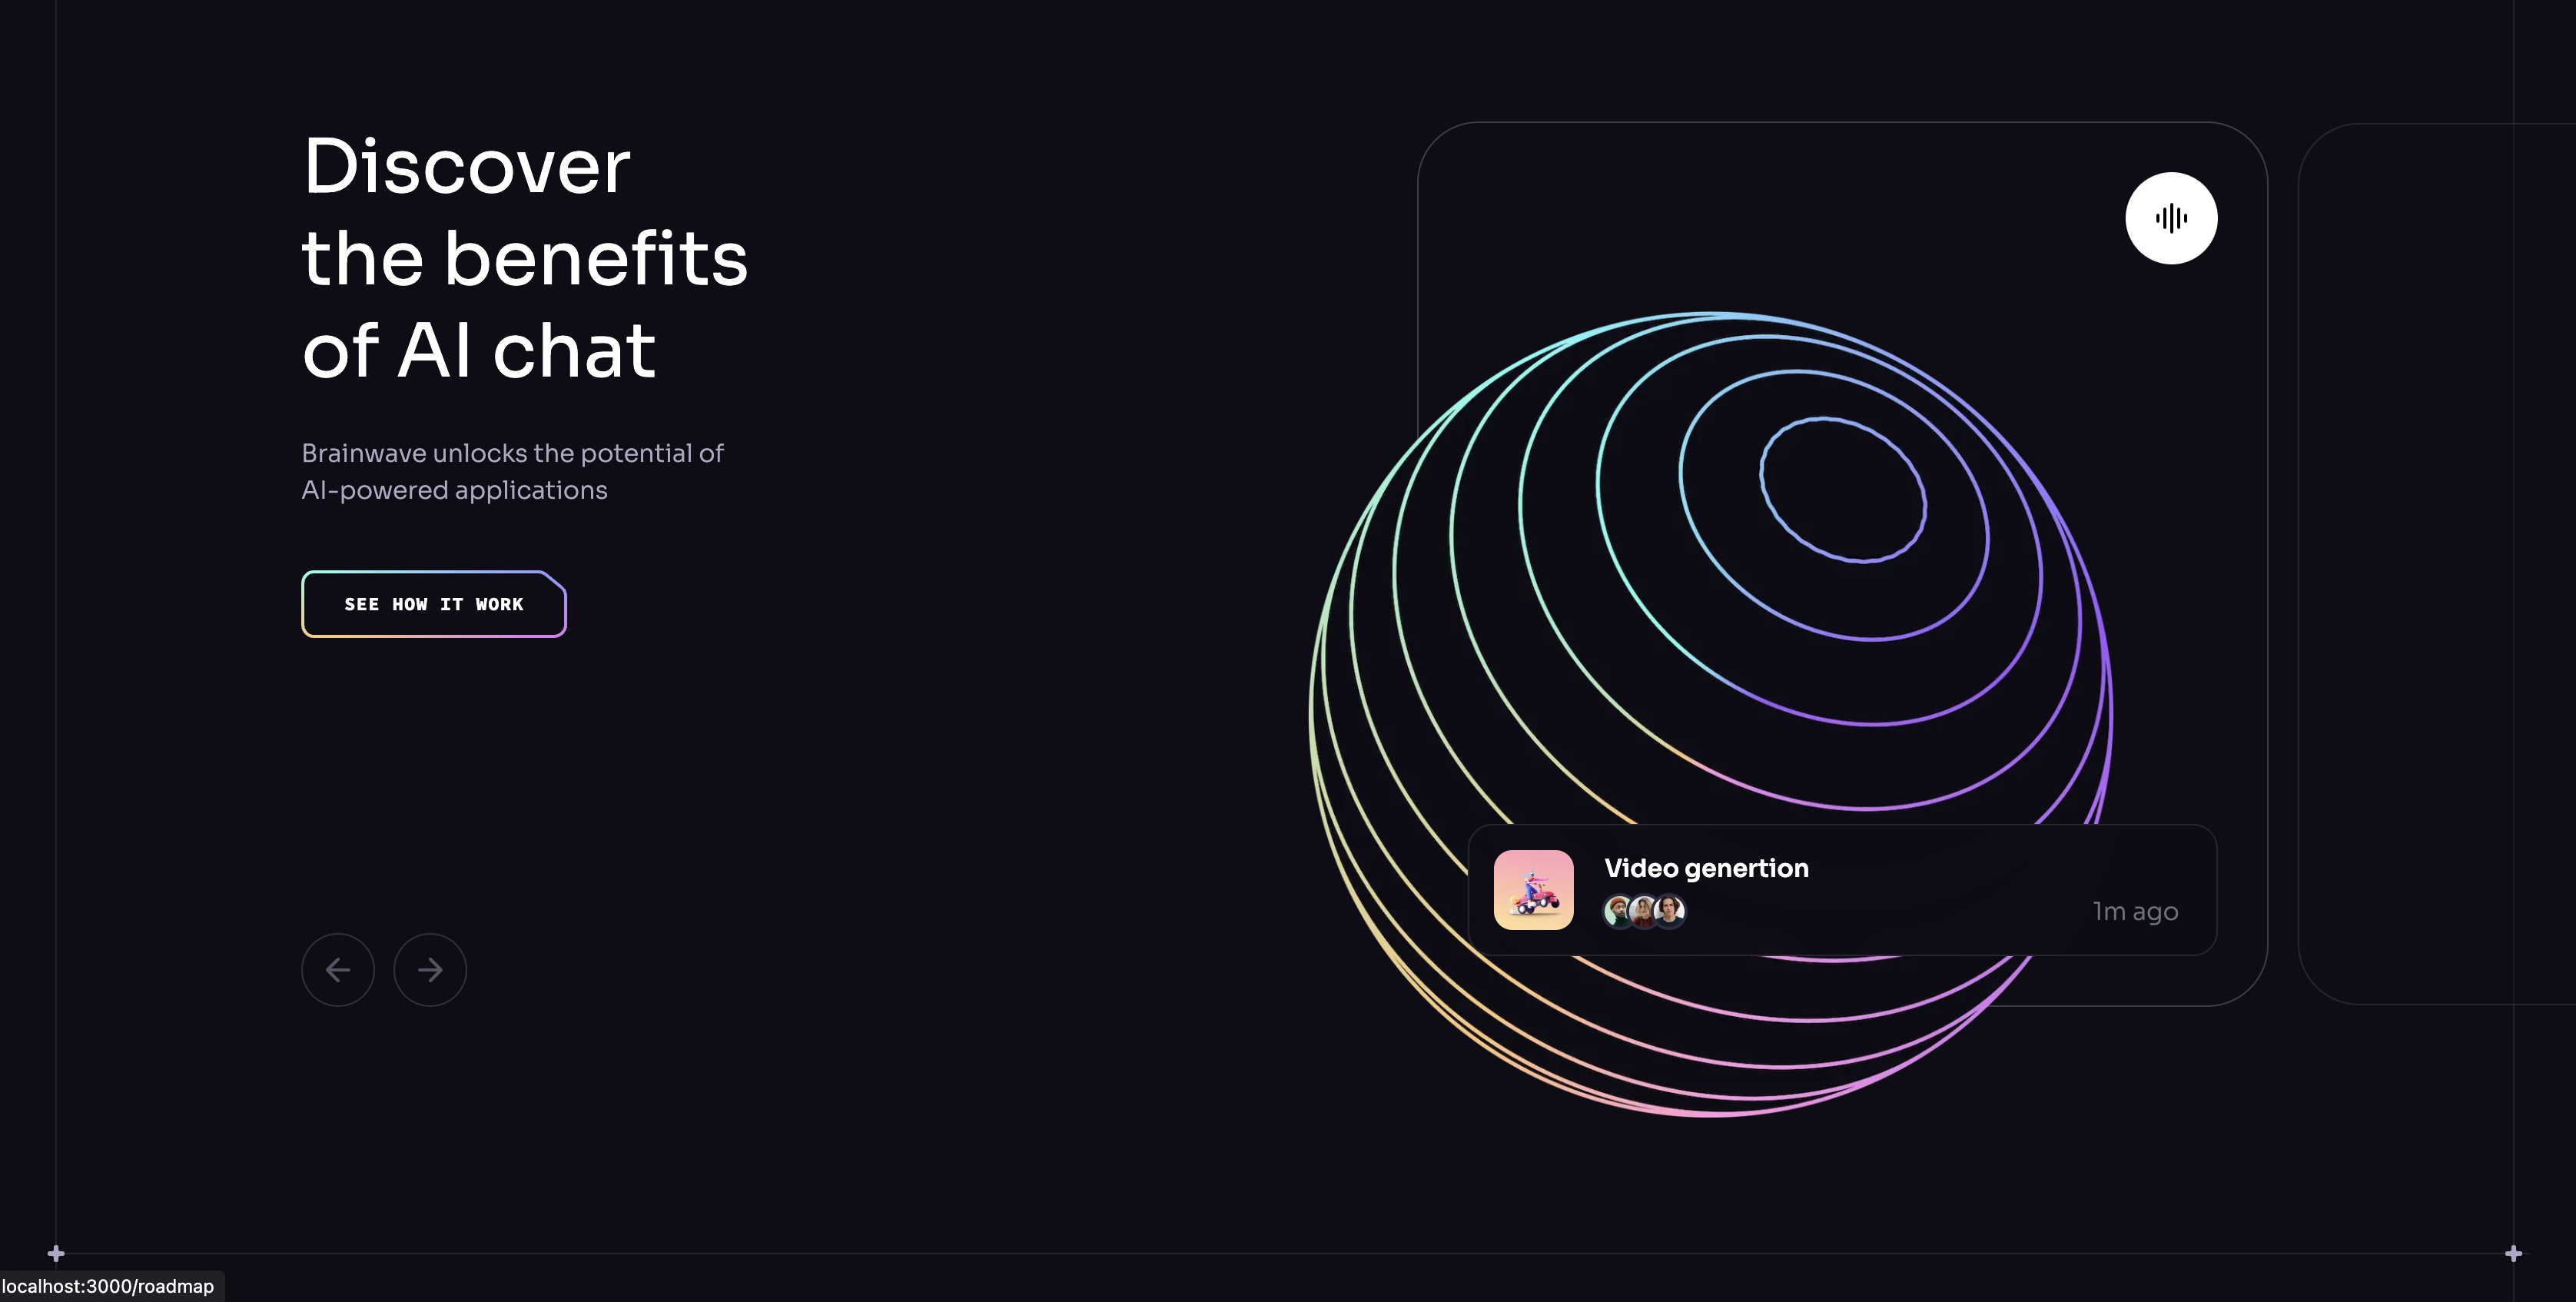 Discover
the benefits
of AI chat
Brainwave unlocks the potential of
AI-powered applications
SEE HOW IT WORK
Video genertion
1m ago
localhost:3000/roadmap